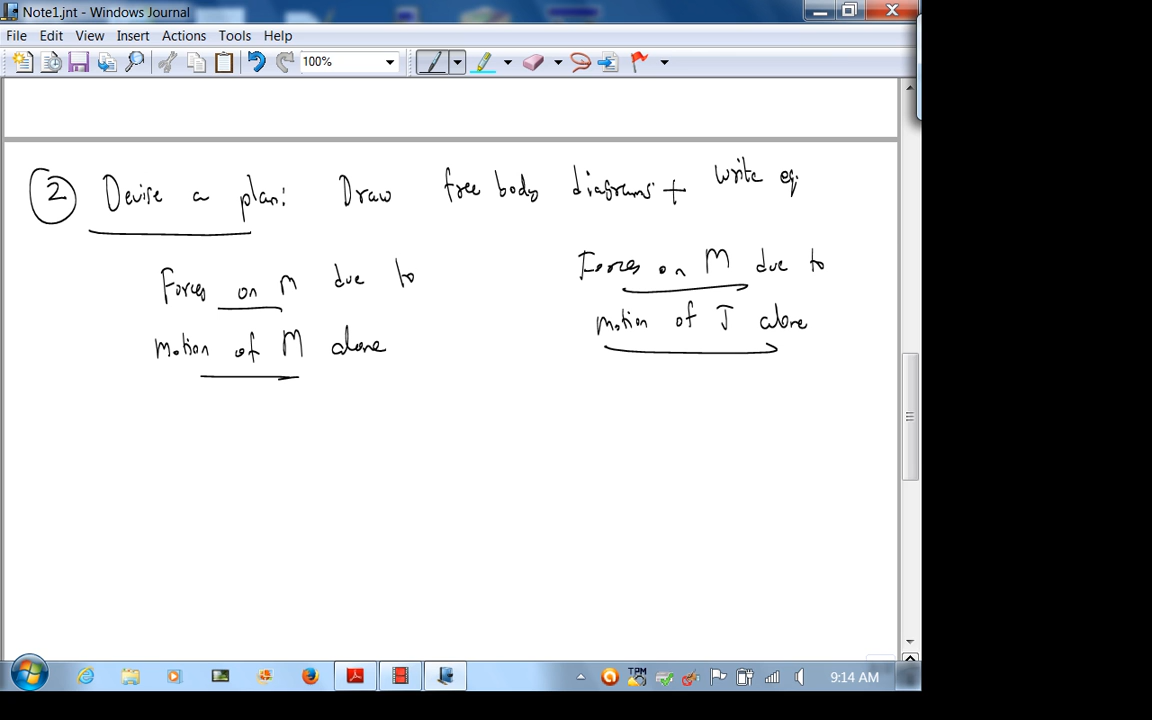 Note1.jnt - Windows Journal
File Edit View Insert Actions Tools Help
100%
2 Devise a plan: Draw free body diagrams + write eq
Forces on M due to
motion of M alone
Forces on M due to
motion of J alone
9:14 AM